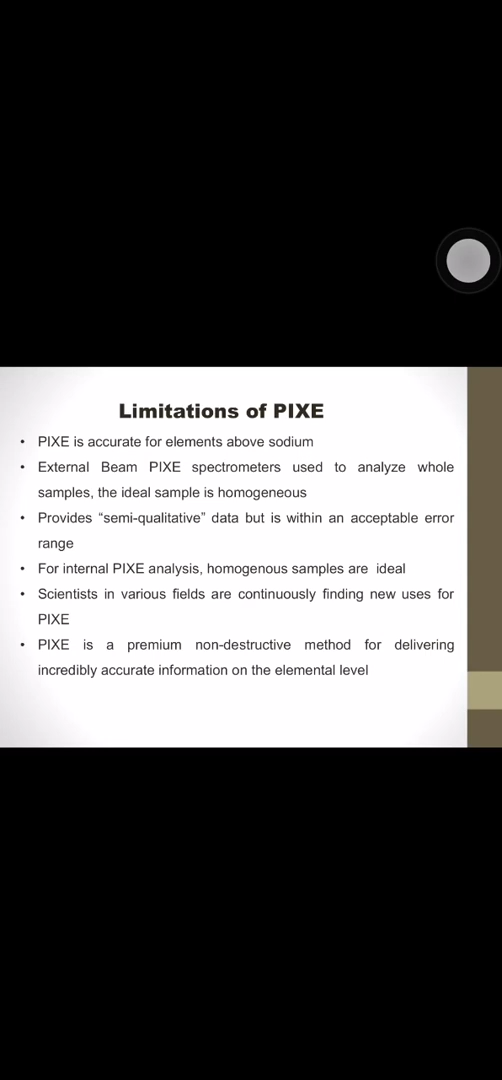 Limitations of PIXE
• PIXE is accurate for elements above sodium
• External Beam PIXE spectrometers used to analyze whole
samples, the ideal sample is homogeneous
• Provides “semi-qualitative” data but is within an acceptable error
range
• For internal PIXE analysis, homogenous samples are ideal
• Scientists in various fields are continuously finding new uses for
PIXE
• PIXE is a premium non-destructive method for delivering
incredibly accurate information on the elemental level